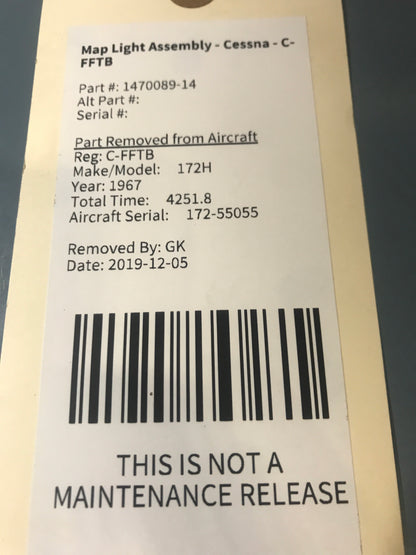 Map Light Assembly - Cessna - C-
FFTB
Part #: 1470089-14
Alt Part #:
Serial #:
Part Removed from Aircraft
Reg: C-FFTB
Make/Model: 172H
Year: 1967
Total Time: 4251.8
Aircraft Serial: 172-55055
Removed By: GK
Date: 2019-12-05
THIS IS NOT A
MAINTENANCE RELEASE